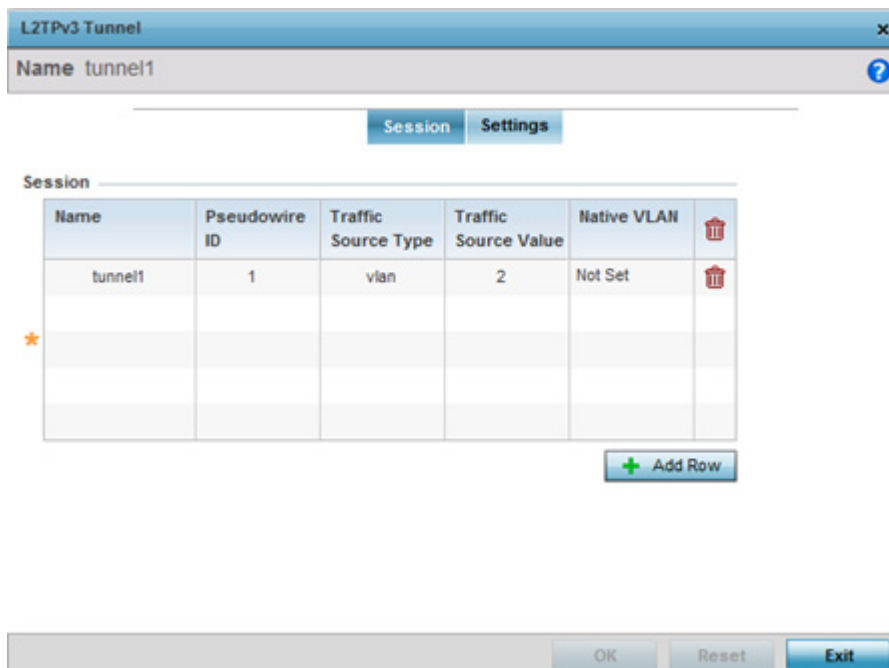 L2TPv3 Tunnel
Name tunnel1
Session Settings
Session
Name Pseudowire ID Traffic Source Type Traffic Source Value Native VLAN
tunnel1 1 vlan 2 Not Set
Add Row
OK Reset Exit